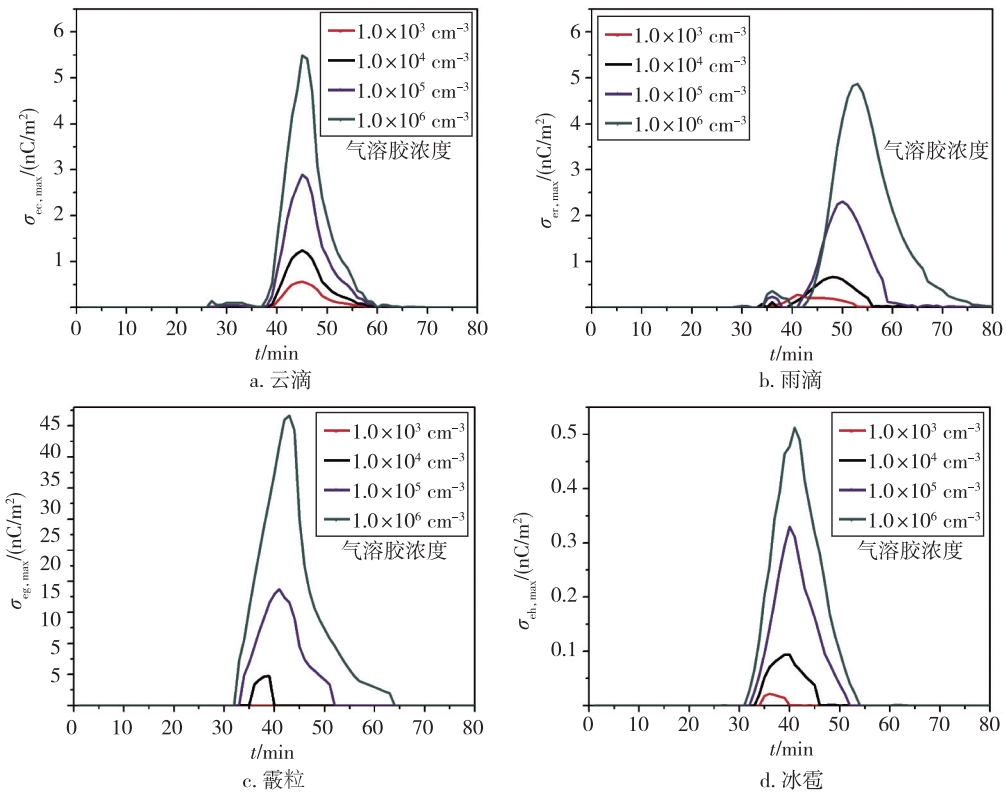 6
5
4
3
2
1
σec, max/(nC/m²)
1.0×10³ cm⁻³
1.0×10⁴ cm⁻³
1.0×10⁵ cm⁻³
1.0×10⁶ cm⁻³
气溶胶浓度
0 10 20 30 40 50 60 70 80
t/min
a. 云滴
6
5
4
3
2
1
σer, max/(nC/m²)
1.0×10³ cm⁻³
1.0×10⁴ cm⁻³
1.0×10⁵ cm⁻³
1.0×10⁶ cm⁻³
气溶胶浓度
0 10 20 30 40 50 60 70 80
t/min
b. 雨滴
45
40
35
25
20
15
10
5
5
σeg, max/(nC/m²)
1.0×10³ cm⁻³
1.0×10⁴ cm⁻³
1.0×10⁵ cm⁻³
1.0×10⁶ cm⁻³
气溶胶浓度
0 10 20 30 40 50 60 70 80
t/min
c. 霰粒
0.5
0.4
0.3
0.2
0.1
σeh, max/(nC/m²)
1.0×10³ cm⁻³
1.0×10⁴ cm⁻³
1.0×10⁵ cm⁻³
1.0×10⁶ cm⁻³
气溶胶浓度
0 10 20 30 40 50 60 70 80
t/min
d. 冰雹